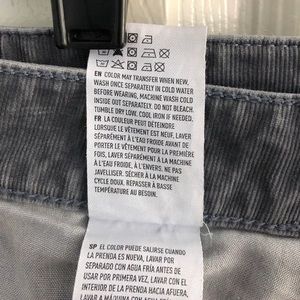 EN COLOR MAY TRANSFER WHEN NEW,
WASH ONCE SEPARATELY IN COLD WATER
BEFORE WEARING, MACHINE WASH COLD
INSIDE OUT SEPARATELY. DO NOT BLEACH.
TUMBLE DRY LOW, COOL IRON IF NEEDED.
FR LA COULEUR PEUT DÉTEINDRE
LORSQUE LE VÊTEMENT EST NEUF, LAVER
SÉPARÉMENT À L'EAU FROIDE AVANT DE
PORTER LE VÊTEMENT POUR LA PREMIÈRE
FOIS, LAVER SÉPARÉMENT À LA MACHINE
À L'EAU FROIDE, À L'ENVERS. NE PAS
JAVELLISER. SÉCHER À LA MACHINE
CYCLE DOUX. REPASSER À BASSE TEMPÉRATURE
AU BESOIN.
SP EL COLOR PUEDE SALIRSE CUANDO
LA PRENDA ES NUEVA, LAVAR POR
SEPARADO CON AGUA FRÍA ANTES DE
USAR POR PRIMERA VEZ, LAVAR CON EL
INTERIOR DE LA PRENDA HACIA AFUERA,
LAVAR A MÁQUINA CON AGUA FRÍA